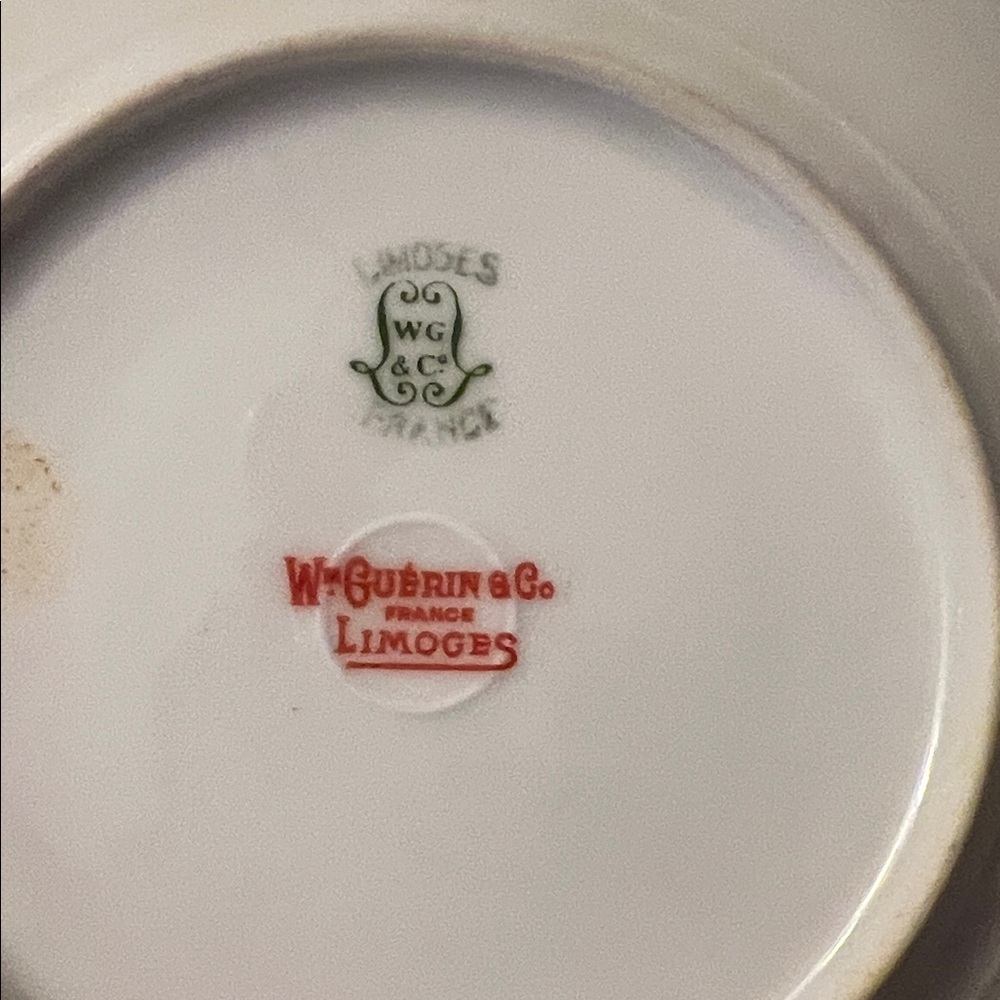 LIMOGES
WG
& Co
FRANCE
Wm GUÉRIN & Co
FRANCE
LIMOGES